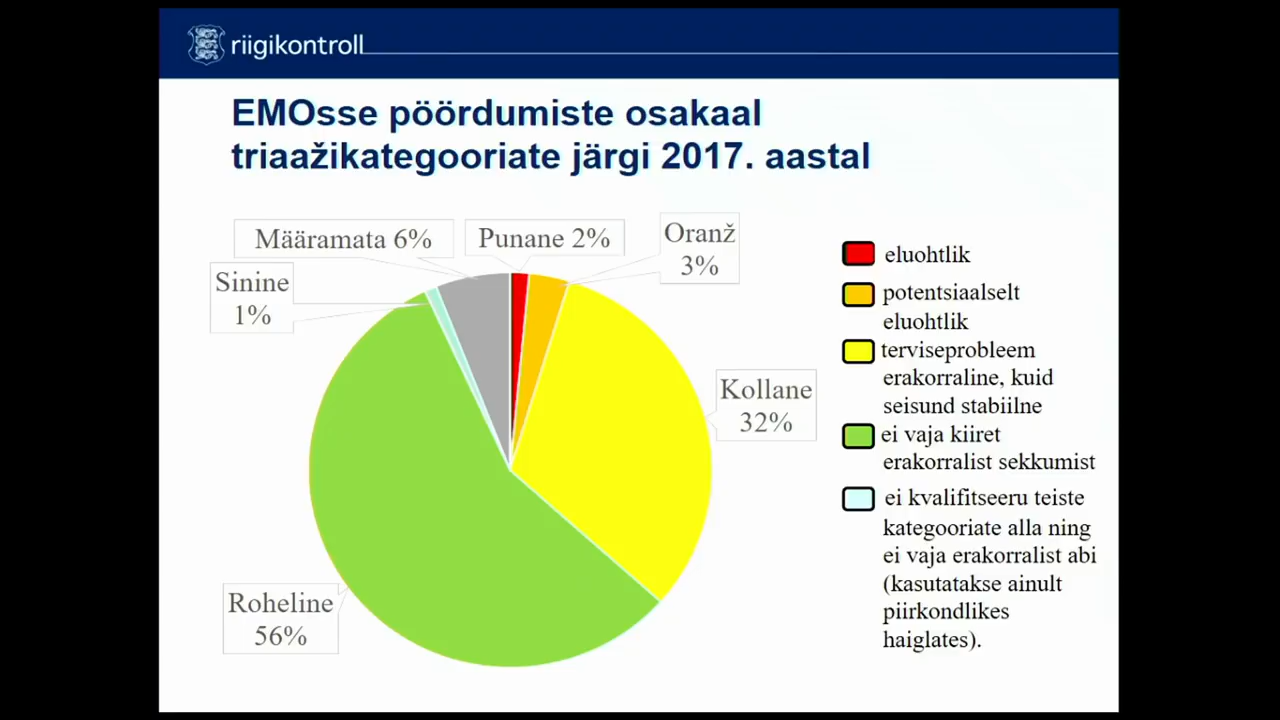 riigikontroll
EMOsse pöördumiste osakaal
triaažikategooriate järgi 2017. aastal
Määramata 6%
Punane 2%
Oranž
3%
Sinine
1%
Kollane
32%
Roheline
56%
eluohtlik
potentsiaalselt
eluohtlik
terviseprobleem
erakorraline, kuid
seisund stabiilne
ei vaja kiiret
erakorralist sekkumist
ei kvalifitseeru teiste
kategooriate alla ning
ei vaja erakorralist abi
(kasutatakse ainult
piirkondlikes
haiglates).